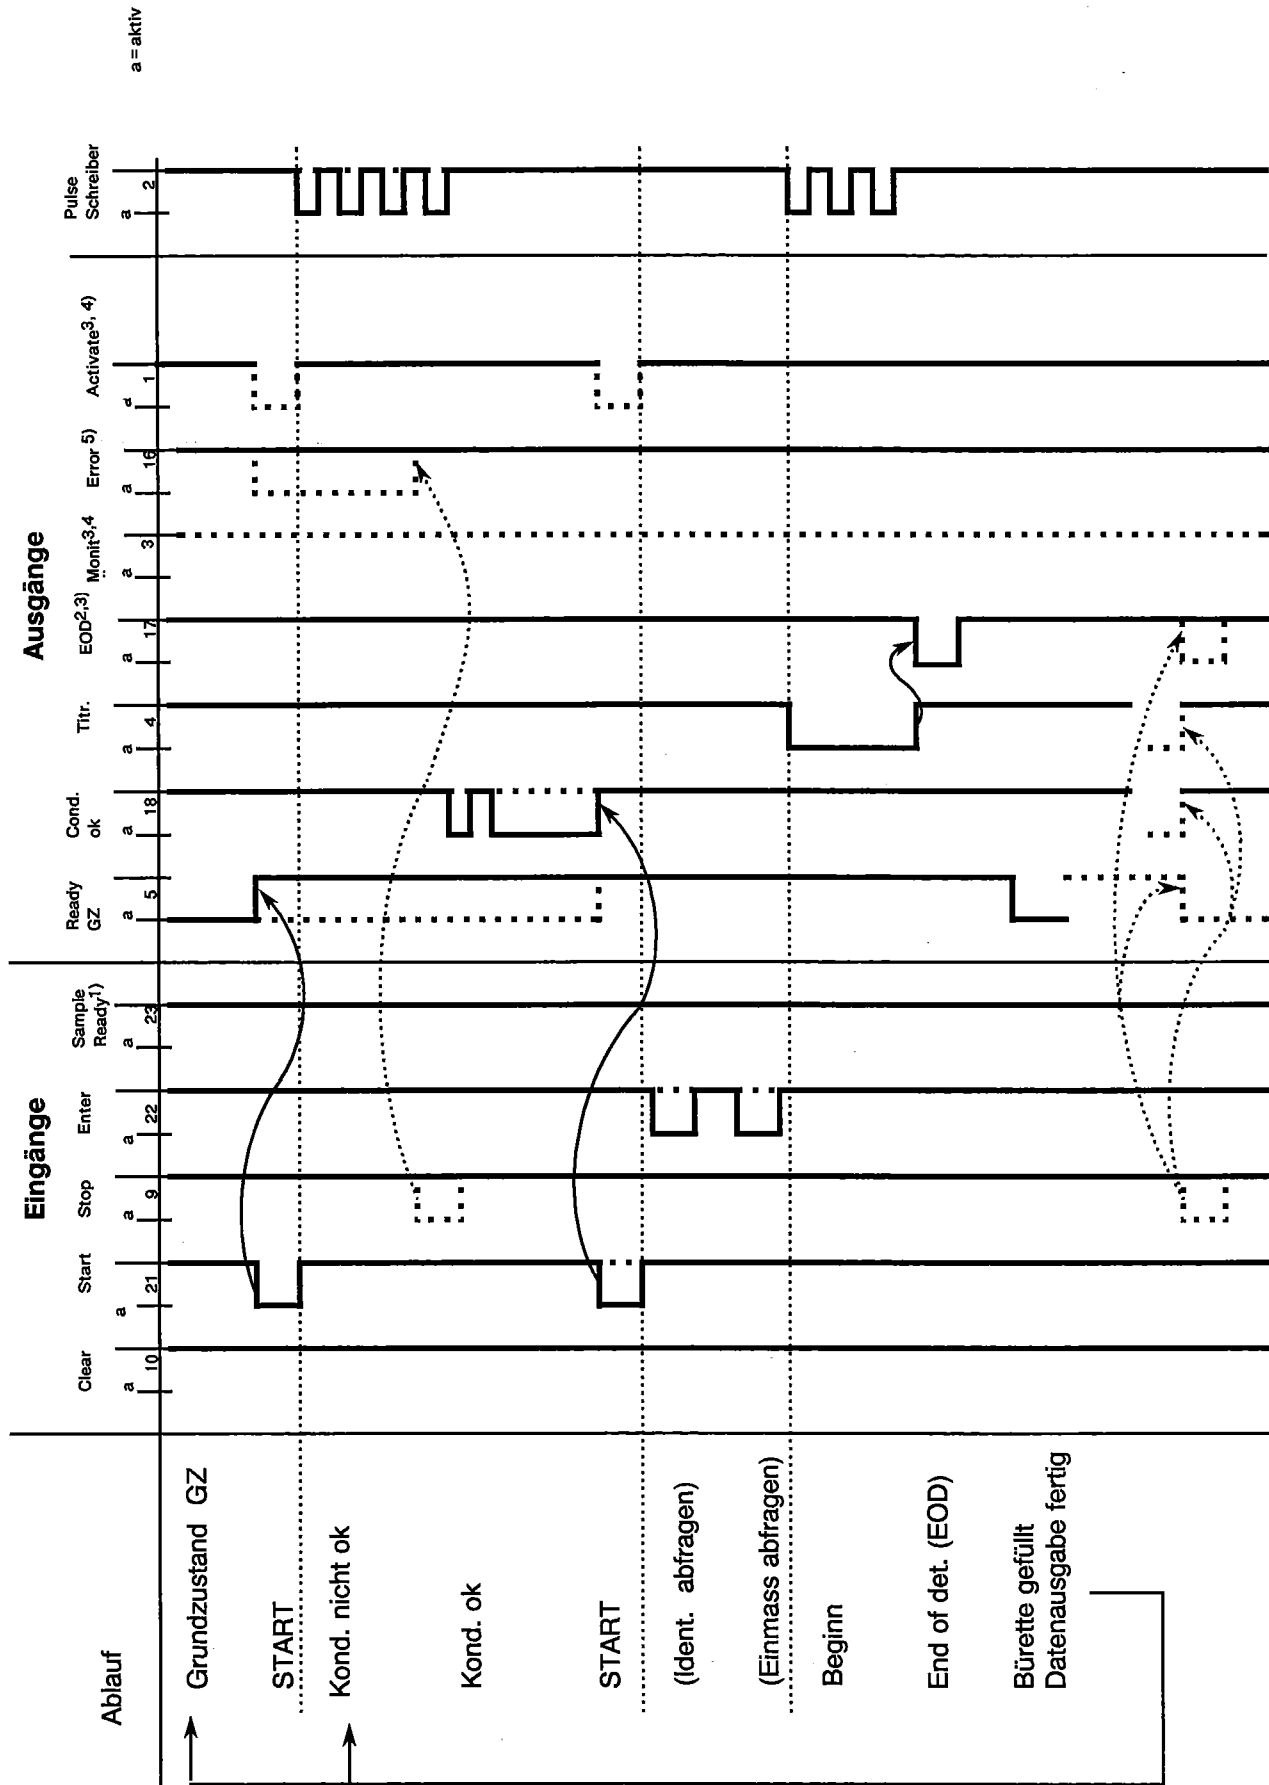 Ablauf
Grundzustand GZ
START
Kond. nicht ok
Kond. ok
START
(Ident. abfragen)
(Einmass abfragen)
Beginn
End of det. (EOD)
Bürette gefüllt
Datenausgabe fertig
Eingänge
Clear
a 10
Start
a 21
Stop
a 9
Enter
a 22
Sample
Ready1)
a 23
Ausgänge
Ready
GZ
a 5
Cond.
ok
a 18
Titr.
a 4
EOD2,3)
a 17
Monit3,4
a 3
Error 5)
a 16
Activate3, 4)
a 1
Pulse
Schreiber
a 2
a = aktiv